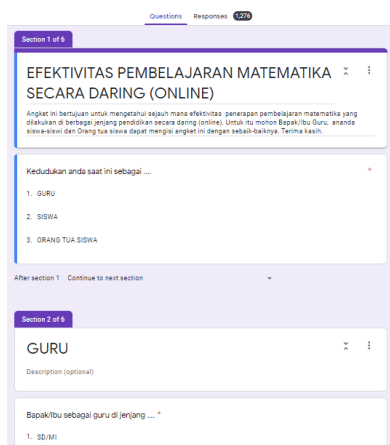 Questions Responses 1,276
Section 1 of 6
EFEKTIVITAS PEMBELAJARAN MATEMATIKA
SECARA DARING (ONLINE)
Angket ini bertujuan untuk mengetahui sejauh mana efektivitas penerapan pembelajaran matematika yang
dilakukan di berbagai jenjang pendidikan secara daring (online). Untuk itu mohon Bapak/Ibu Guru, ananda
siswa-siswi dan Orang tua siswa dapat mengisi angket ini dengan sebaik-baiknya. Terima kasih.
Kedudukan anda saat ini sebagai .... *
1. GURU
2. SISWA
3. ORANG TUA SISWA
After section 1 Continue to next section
Section 2 of 6
GURU
Description (optional)
Bapak/Ibu sebagai guru di jenjang .... *
1. SD/MI